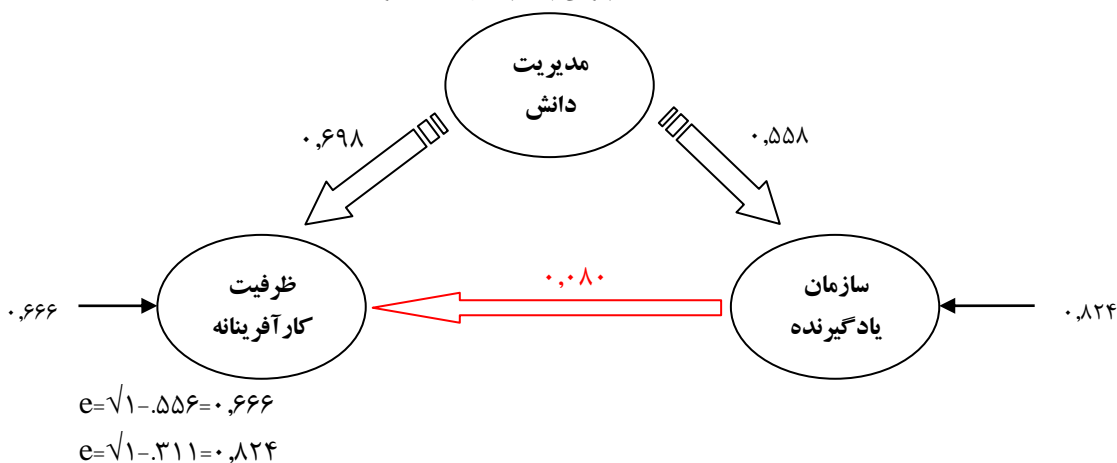 مدیریت
دانش
۰,۶۹۸
۰,۵۵۸
ظرفیت
کارآفرینانه
۰,۰۸۰
سازمان
یادگیرنده
۰,۶۶۶
۰,۸۲۴
e=√۱-.۵۵۶=۰,۶۶۶
e=√۱-.۳۱۱=۰,۸۲۴